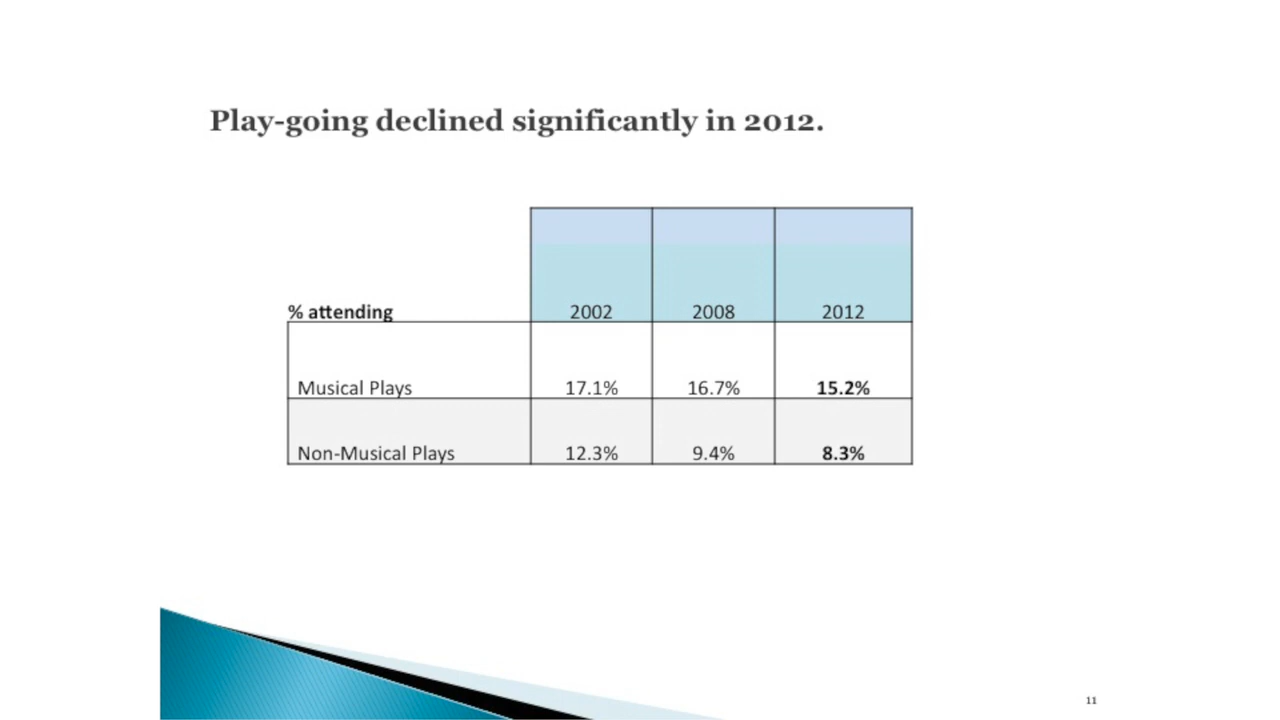 Play-going declined significantly in 2012.
% attending 2002 2008 2012
Musical Plays 17.1% 16.7% 15.2%
Non-Musical Plays 12.3% 9.4% 8.3%
11